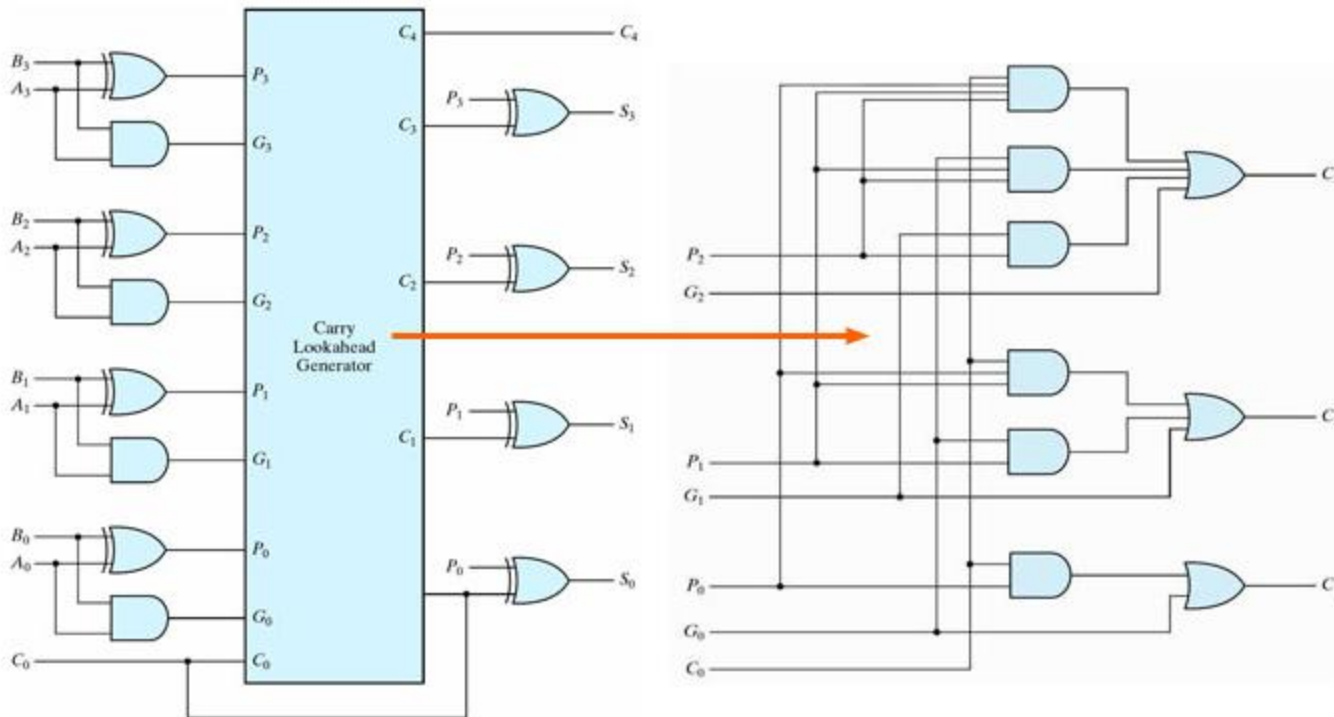 B₃
A₃
P₃
G₃
B₂
A₂
P₂
G₂
B₁
A₁
P₁
G₁
B₀
A₀
P₀
G₀
C₀
C₀
Carry
Lookahead
Generator
C₄
C₃
C₂
C₁
C₄
P₃
S₃
P₂
S₂
P₁
S₁
P₀
S₀
P₂
G₂
P₁
G₁
P₀
G₀
C₀
C
C
C